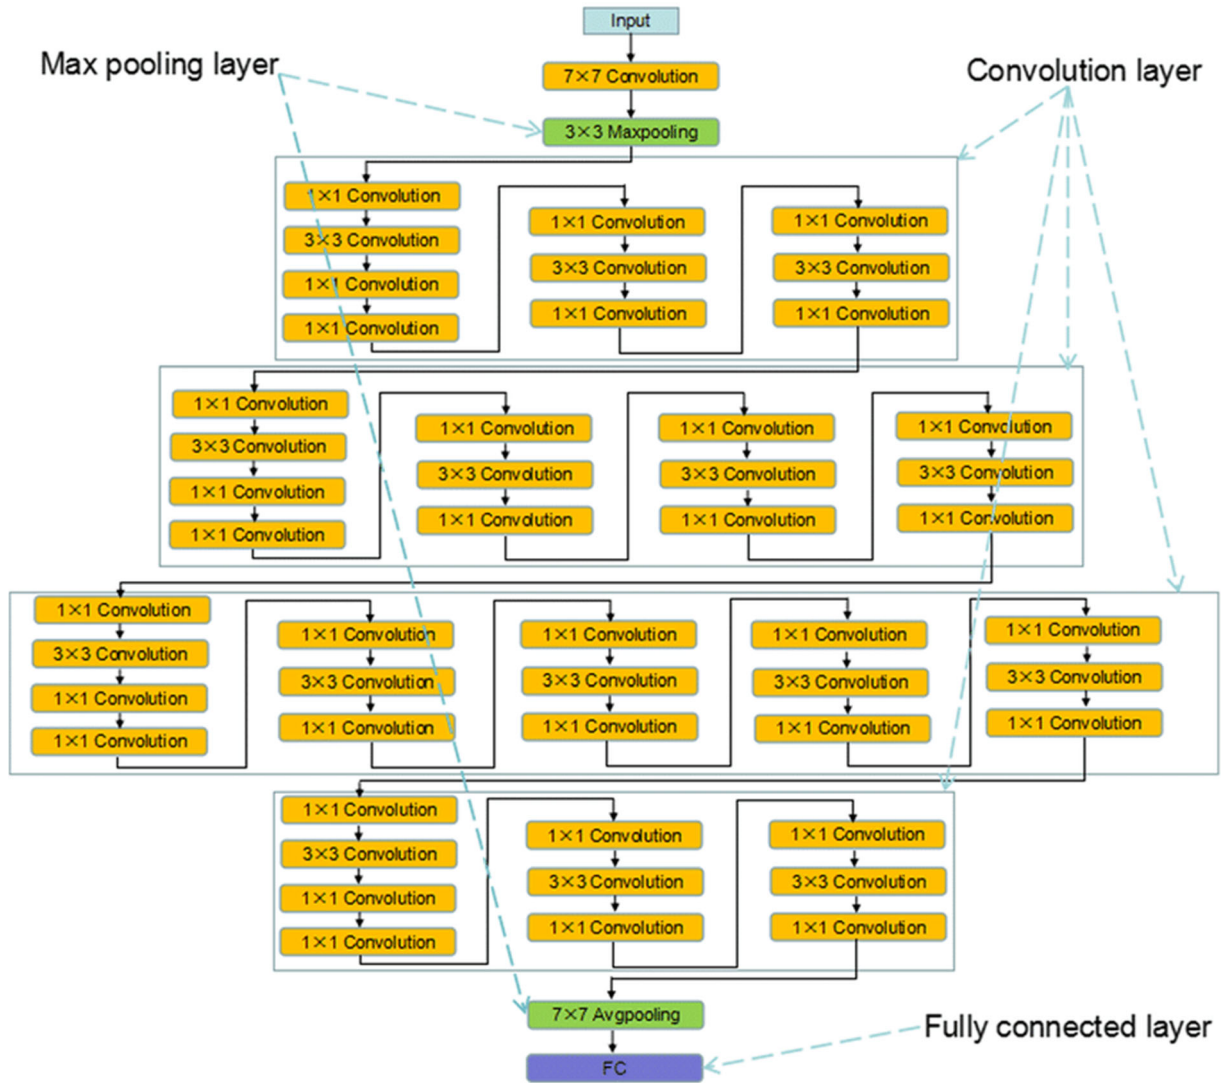 Input
Max pooling layer
7×7 Convolution
Convolution layer
3×3 Maxpooling
1×1 Convolution
3×3 Convolution
1×1 Convolution
1×1 Convolution
1×1 Convolution
3×3 Convolution
1×1 Convolution
1×1 Convolution
3×3 Convolution
1×1 Convolution
1×1 Convolution
3×3 Convolution
1×1 Convolution
1×1 Convolution
1×1 Convolution
3×3 Convolution
1×1 Convolution
1×1 Convolution
3×3 Convolution
1×1 Convolution
1×1 Convolution
3×3 Convolution
1×1 Convolution
1×1 Convolution
3×3 Convolution
1×1 Convolution
1×1 Convolution
1×1 Convolution
3×3 Convolution
1×1 Convolution
1×1 Convolution
3×3 Convolution
1×1 Convolution
1×1 Convolution
3×3 Convolution
1×1 Convolution
1×1 Convolution
3×3 Convolution
1×1 Convolution
1×1 Convolution
3×3 Convolution
1×1 Convolution
1×1 Convolution
1×1 Convolution
3×3 Convolution
1×1 Convolution
1×1 Convolution
3×3 Convolution
1×1 Convolution
7×7 Avgpooling
Fully connected layer
FC